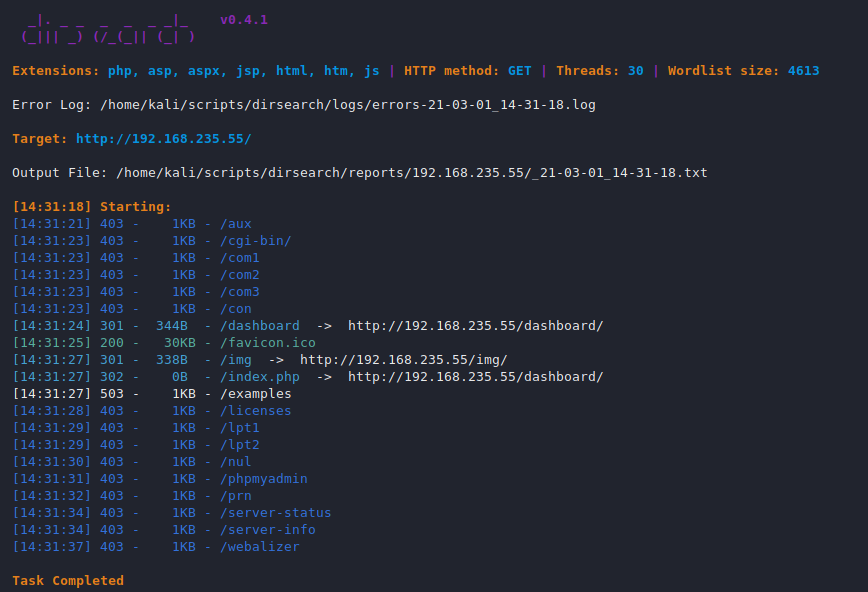 _|. _ _  _  _  _ _|_    v0.4.1
 (_||| _) (/_(_|| (_| )
Extensions: php, asp, aspx, jsp, html, htm, js | HTTP method: GET | Threads: 30 | Wordlist size: 4613
Error Log: /home/kali/scripts/dirsearch/logs/errors-21-03-01_14-31-18.log
Target: http://192.168.235.55/
Output File: /home/kali/scripts/dirsearch/reports/192.168.235.55/_21-03-01_14-31-18.txt
[14:31:18] Starting:
[14:31:21] 403 -    1KB - /aux
[14:31:23] 403 -    1KB - /cgi-bin/
[14:31:23] 403 -    1KB - /com1
[14:31:23] 403 -    1KB - /com2
[14:31:23] 403 -    1KB - /com3
[14:31:23] 403 -    1KB - /con
[14:31:24] 301 -  344B  - /dashboard  ->  http://192.168.235.55/dashboard/
[14:31:25] 200 -   30KB - /favicon.ico
[14:31:27] 301 -  338B  - /img  ->  http://192.168.235.55/img/
[14:31:27] 302 -    0B  - /index.php  ->  http://192.168.235.55/dashboard/
[14:31:27] 503 -    1KB - /examples
[14:31:28] 403 -    1KB - /licenses
[14:31:29] 403 -    1KB - /lpt1
[14:31:29] 403 -    1KB - /lpt2
[14:31:30] 403 -    1KB - /nul
[14:31:31] 403 -    1KB - /phpmyadmin
[14:31:32] 403 -    1KB - /prn
[14:31:34] 403 -    1KB - /server-status
[14:31:34] 403 -    1KB - /server-info
[14:31:37] 403 -    1KB - /webalizer
Task Completed